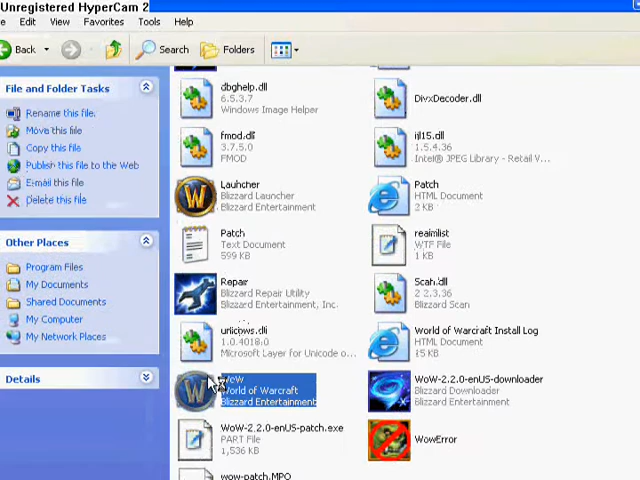 Unregistered HyperCam 2
e Edit View Favorites Tools Help
Back Search Folders
File and Folder Tasks
Rename this file.
Move this file
Copy this file
Publish this file to the Web
E-mail this file
Delete this file
Other Places
Program Files
My Documents
Shared Documents
My Computer
My Network Places
Details
dbghelp.dll
6.5.3.7
Windows Image Helper
DivxDecoder.dll
fmod.dll
3.7.5.0
FMOD
ijl15.dll
1.5.4.36
Intel® JPEG Library - Retail V...
Launcher
Blizzard Launcher
Blizzard Entertainment
Patch
HTML Document
2 KB
Patch
Text Document
599 KB
realmlist
WTF File
1 KB
Repair
Blizzard Repair Utility
Blizzard Entertainment, Inc.
Scan.dll
2.2.3.36
Blizzard Scan
unicows.dll
1.0.4018.0
Microsoft Layer for Unicode o...
World of Warcraft Install Log
HTML Document
15 KB
WoW
World of Warcraft
Blizzard Entertainment
WoW-2.2.0-enUS-downloader
Blizzard Downloader
Blizzard Entertainment
WoW-2.2.0-enUS-patch.exe
PART File
1,536 KB
WowError
wow-patch.MPQ